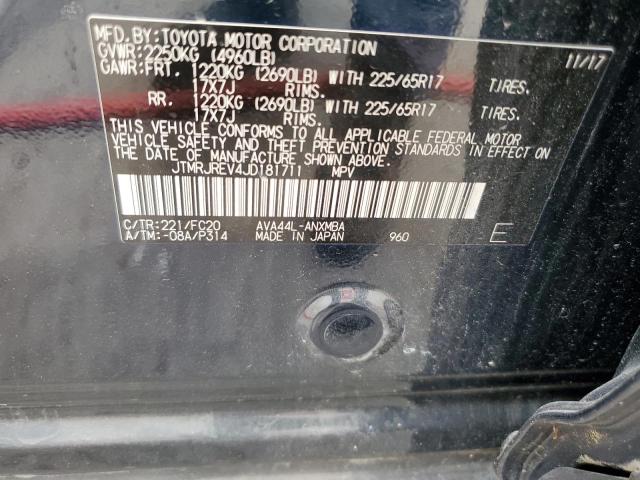 MFD.BY:TOYOTA MOTOR CORPORATION 11/17
GVWR:2250KG (4960LB)
GAWR:FRT. 1220KG (2690LB) WITH 225/65R17 TIRES.
17X7J RIMS.
RR. 1220KG (2690LB) WITH 225/65R17 TIRES.
17X7J RIMS.
THIS VEHICLE CONFORMS TO ALL APPLICABLE FEDERAL MOTOR
VEHICLE SAFETY AND THEFT PREVENTION STANDARDS IN EFFECT ON
THE DATE OF MANUFACTURE SHOWN ABOVE.
JTMRJREV4JD181711 MPV
C/TR:221/FC20 AVA44L-ANXMBA
A/TM:-08A/P314 MADE IN JAPAN 960 E